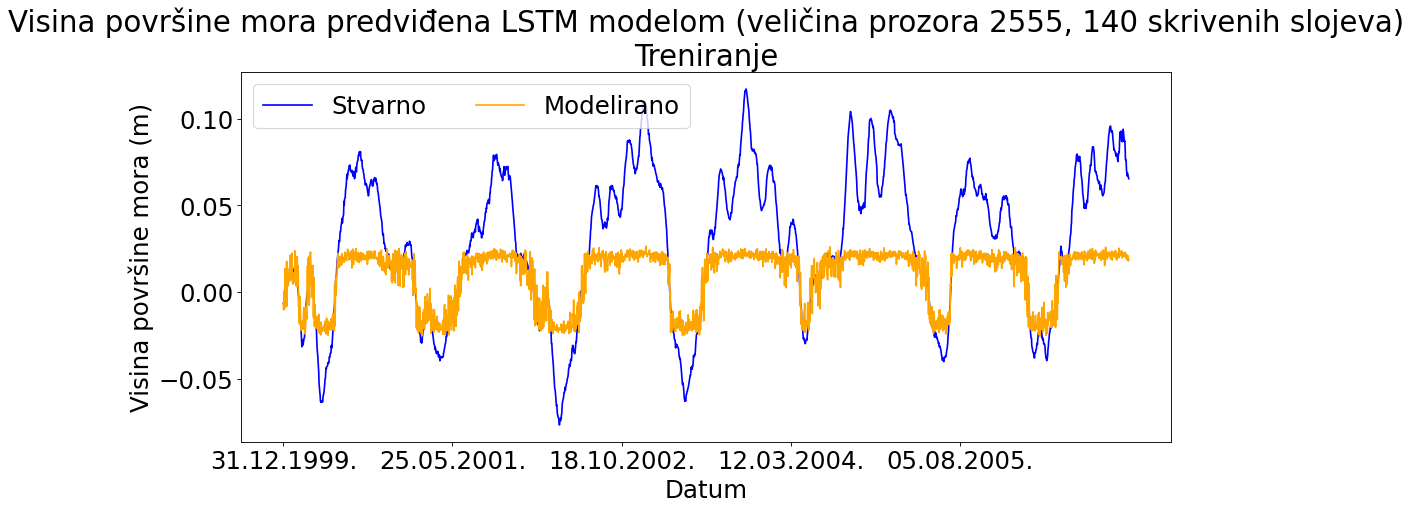 Visina površine mora predviđena LSTM modelom (veličina prozora 2555, 140 skrivenih slojeva)
Treniranje
Stvarno Modelirano
Visina površine mora (m)
0.10
0.05
0.00
−0.05
31.12.1999. 25.05.2001. 18.10.2002. 12.03.2004. 05.08.2005.
Datum